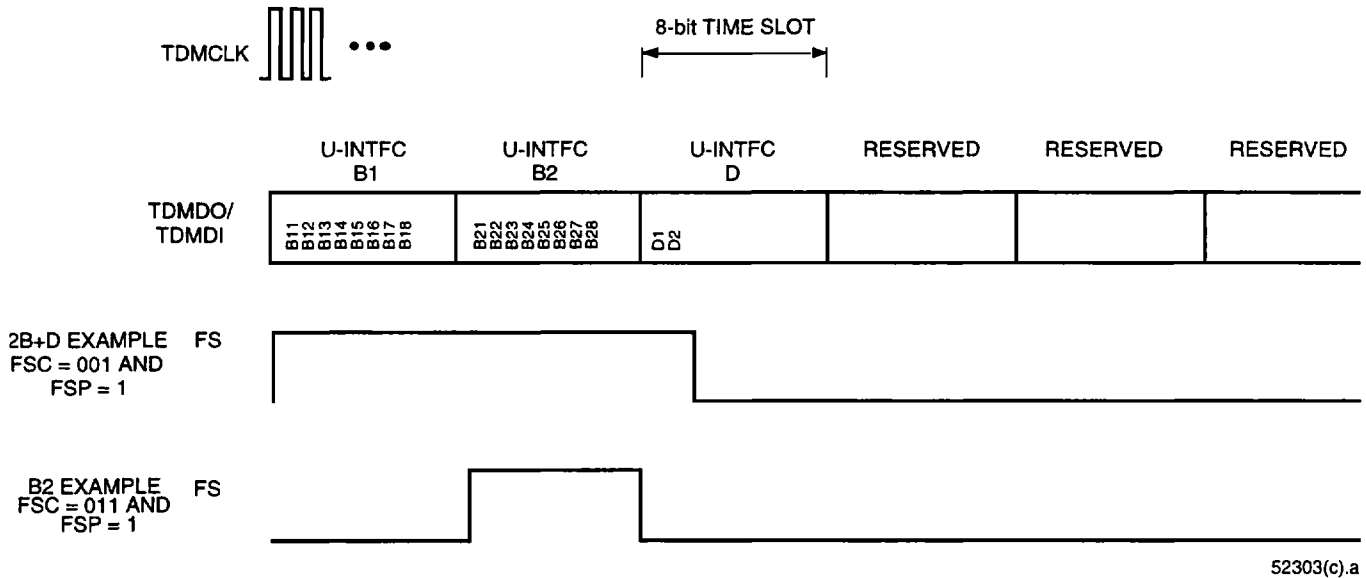 TDMCLK
8-bit TIME SLOT
U-INTFC
B1
U-INTFC
B2
U-INTFC
D
RESERVED
RESERVED
RESERVED
TDMDO/
TDMDI
B11
B12
B13
B14
B15
B16
B17
B18
B21
B22
B23
B24
B25
B26
B27
B28
D1
D2
2B+D EXAMPLE
FSC = 001 AND
FSP = 1
FS
B2 EXAMPLE
FSC = 011 AND
FSP = 1
FS
52303(c).a